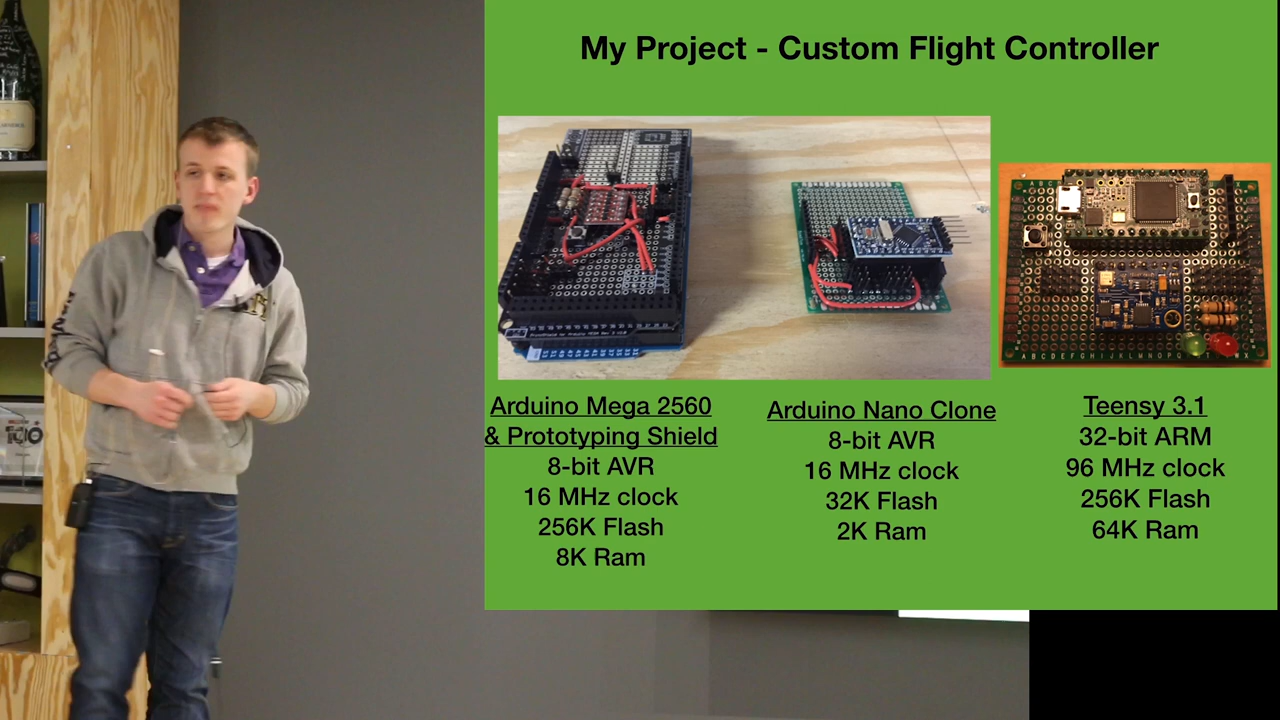 My Project - Custom Flight Controller
Arduino Mega 2560
& Prototyping Shield
8-bit AVR
16 MHz clock
256K Flash
8K Ram
Arduino Nano Clone
8-bit AVR
16 MHz clock
32K Flash
2K Ram
Teensy 3.1
32-bit ARM
96 MHz clock
256K Flash
64K Ram